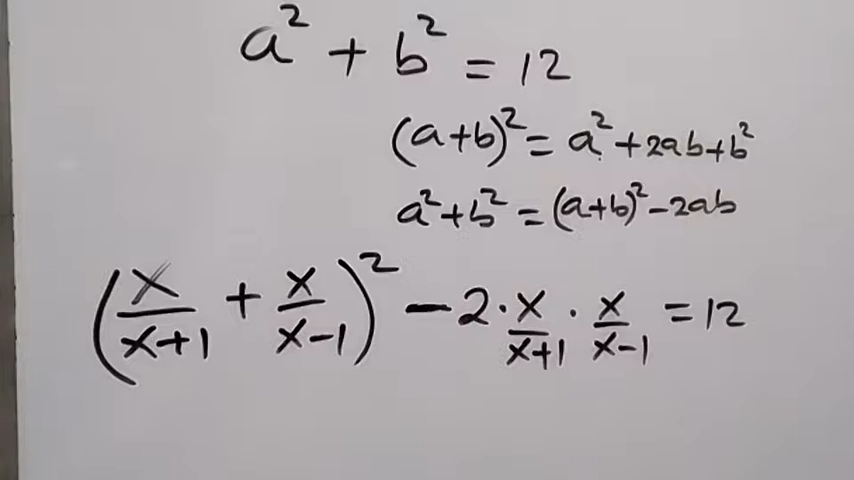 a² + b² = 12
(a+b)² = a² + 2ab + b²
a² + b² = (a+b)² - 2ab
(x/(x+1) + x/(x-1))² - 2 · x/(x+1) · x/(x-1) = 12